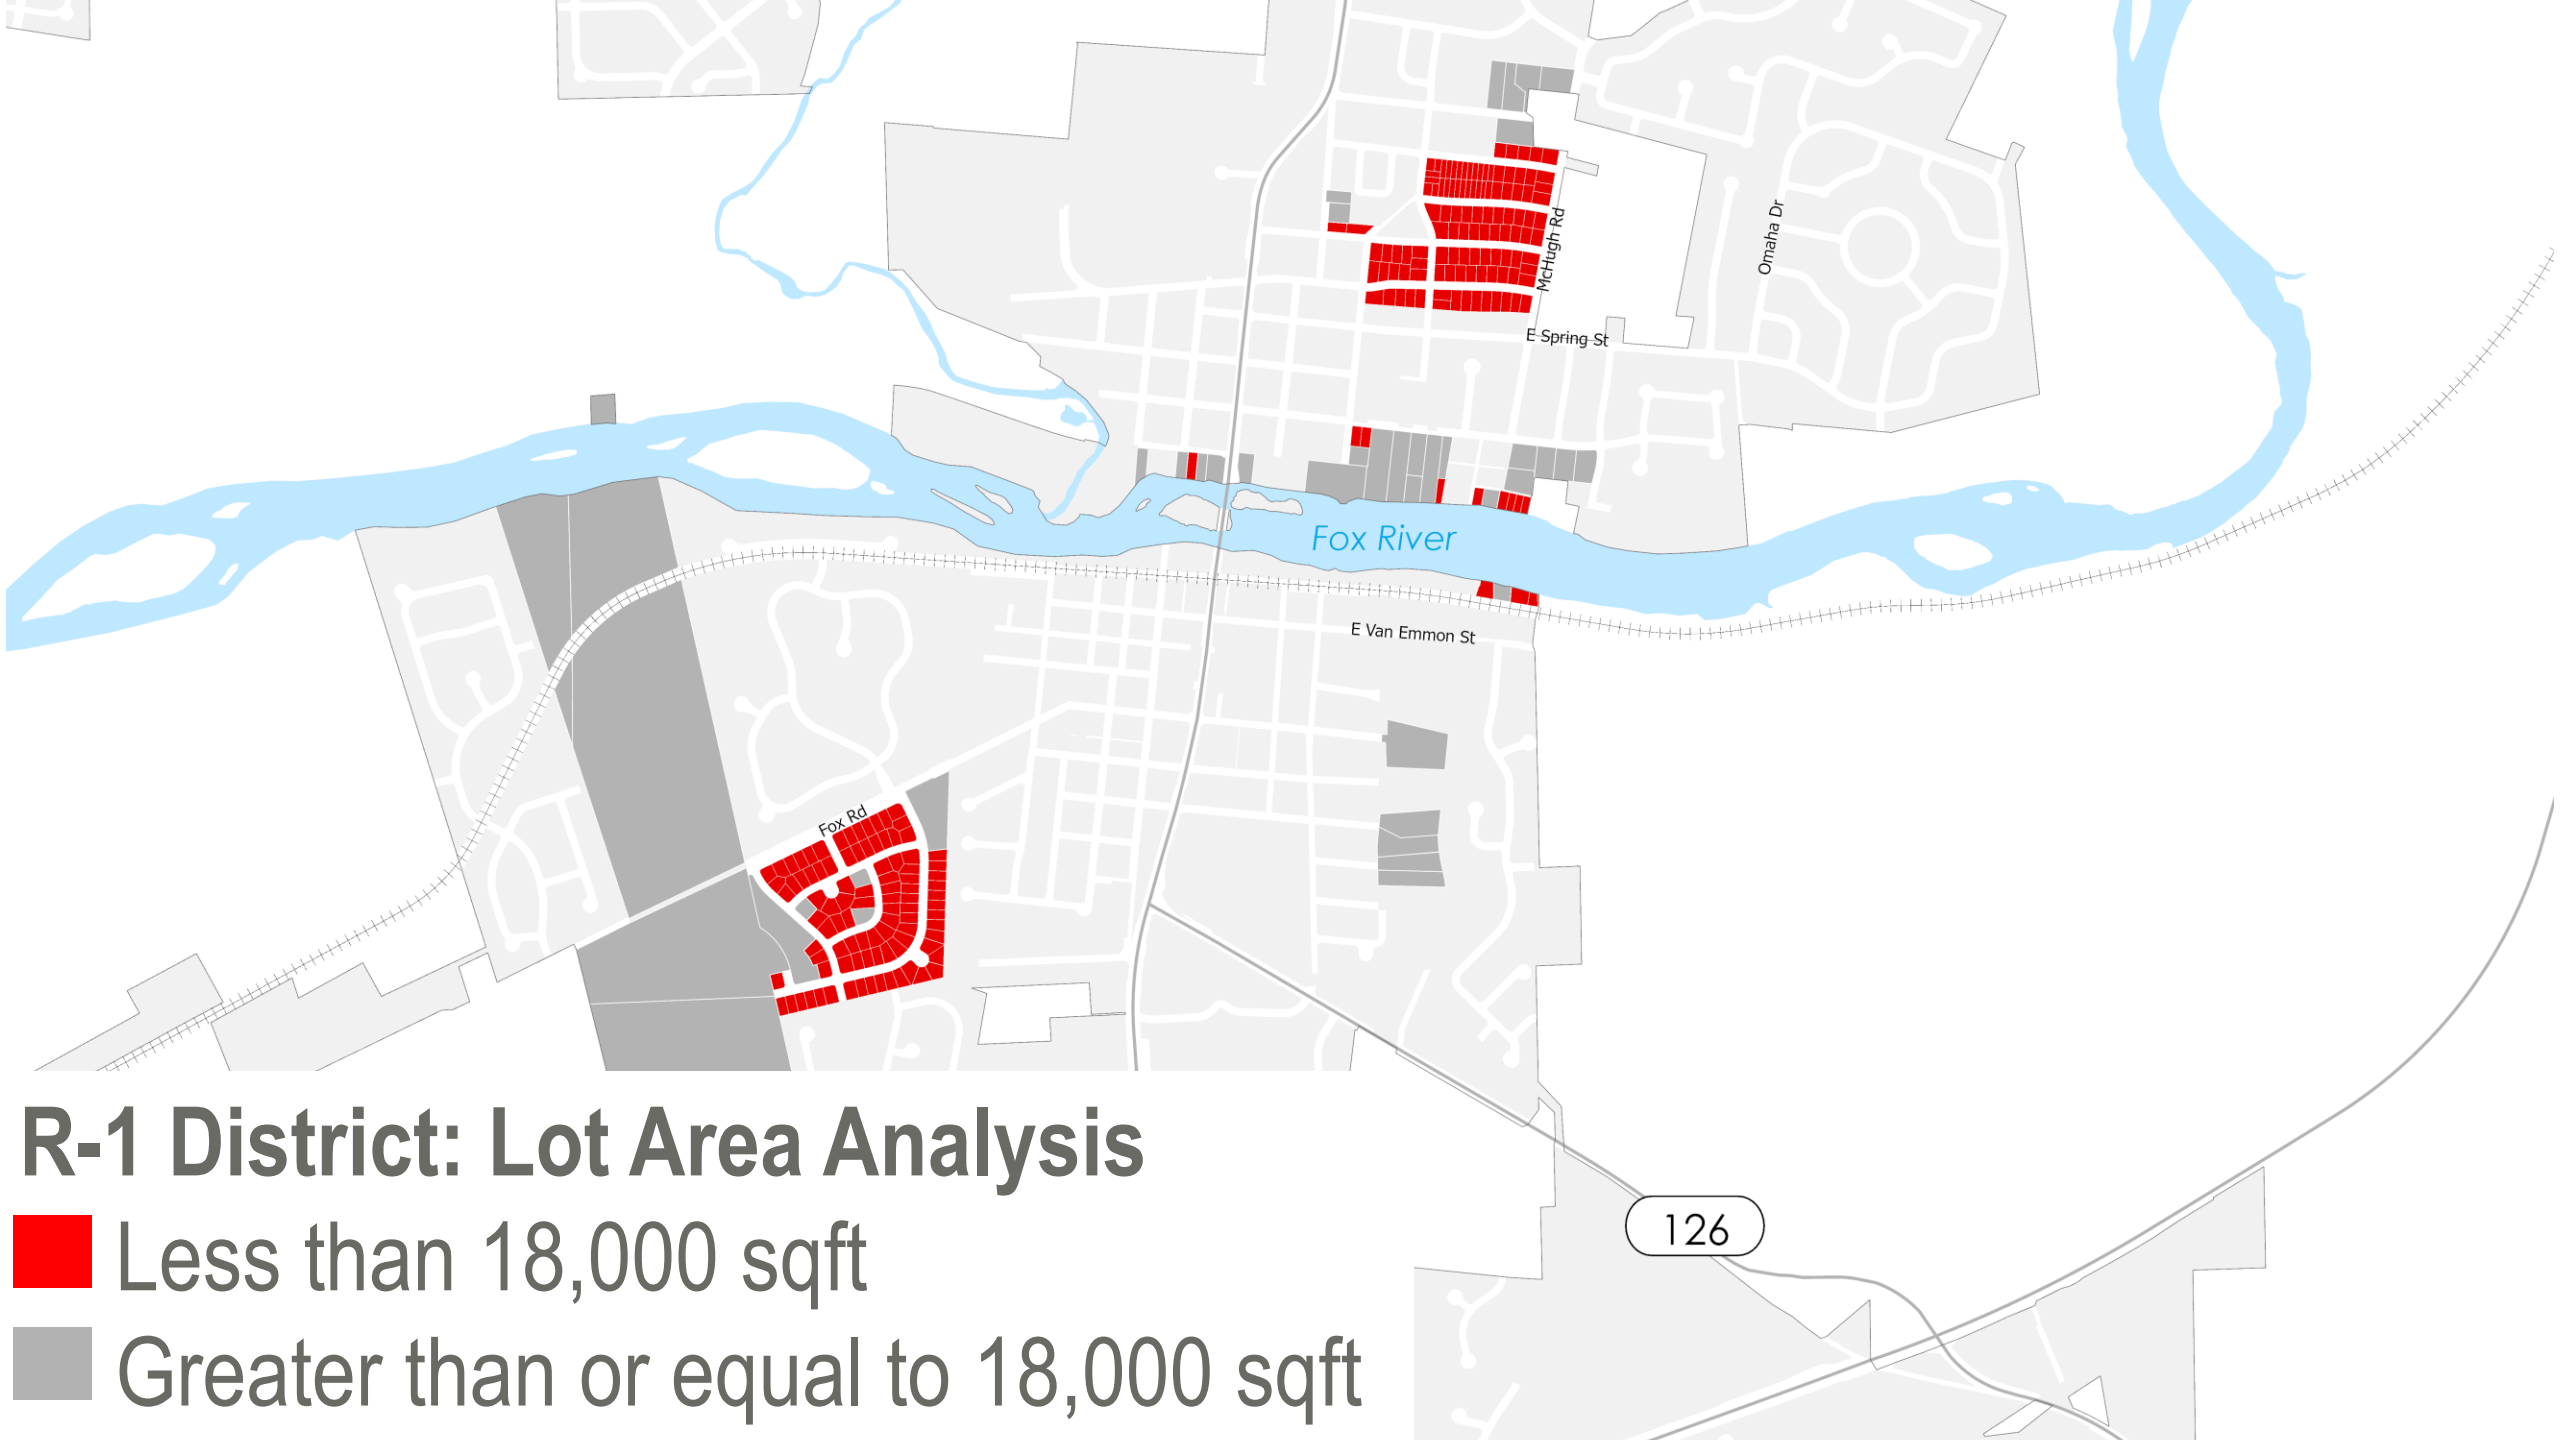 McHugh Rd
Omaha Dr
E Spring St
Fox River
E Van Emmon St
Fox Rd
R-1 District: Lot Area Analysis
Less than 18,000 sqft
126
Greater than or equal to 18,000 sqft